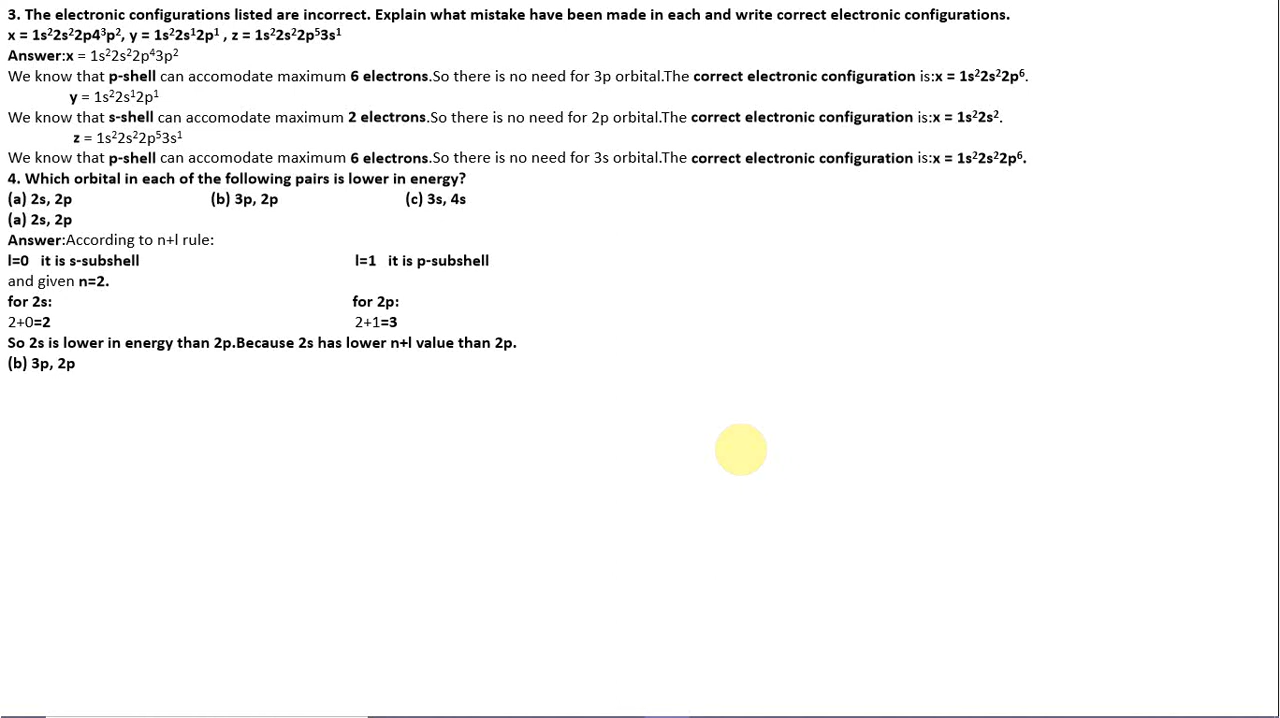 3. The electronic configurations listed are incorrect. Explain what mistake have been made in each and write correct electronic configurations.
x = 1s²2s²2p4³p², y = 1s²2s¹2p¹ , z = 1s²2s²2p⁵3s¹
Answer:x = 1s²2s²2p⁴3p²
We know that p-shell can accomodate maximum 6 electrons.So there is no need for 3p orbital.The correct electronic configuration is:x = 1s²2s²2p⁶.
y = 1s²2s¹2p¹
We know that s-shell can accomodate maximum 2 electrons.So there is no need for 2p orbital.The correct electronic configuration is:x = 1s²2s².
z = 1s²2s²2p⁵3s¹
We know that p-shell can accomodate maximum 6 electrons.So there is no need for 3s orbital.The correct electronic configuration is:x = 1s²2s²2p⁶.
4. Which orbital in each of the following pairs is lower in energy?
(a) 2s, 2p (b) 3p, 2p (c) 3s, 4s
(a) 2s, 2p
Answer:According to n+l rule:
l=0 it is s-subshell l=1 it is p-subshell
and given n=2.
for 2s: for 2p:
2+0=2 2+1=3
So 2s is lower in energy than 2p.Because 2s has lower n+l value than 2p.
(b) 3p, 2p